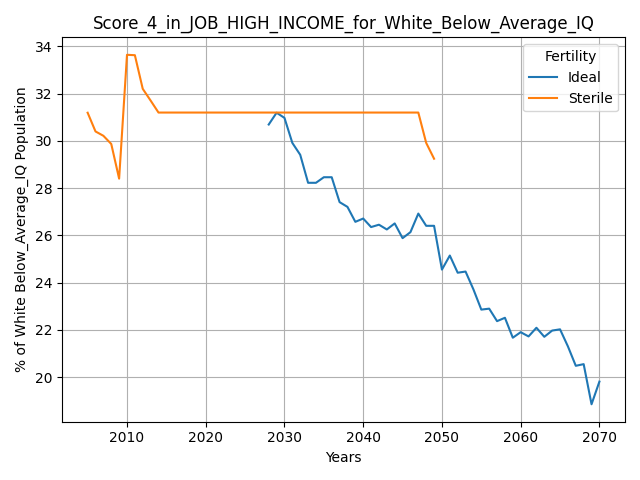 Score_4_in_JOB_HIGH_INCOME_for_White_Below_Average_IQ
% of White Below_Average_IQ Population
34
32
30
28
26
24
22
20
Fertility
Ideal
Sterile
2010 2020 2030 2040 2050 2060 2070
Years